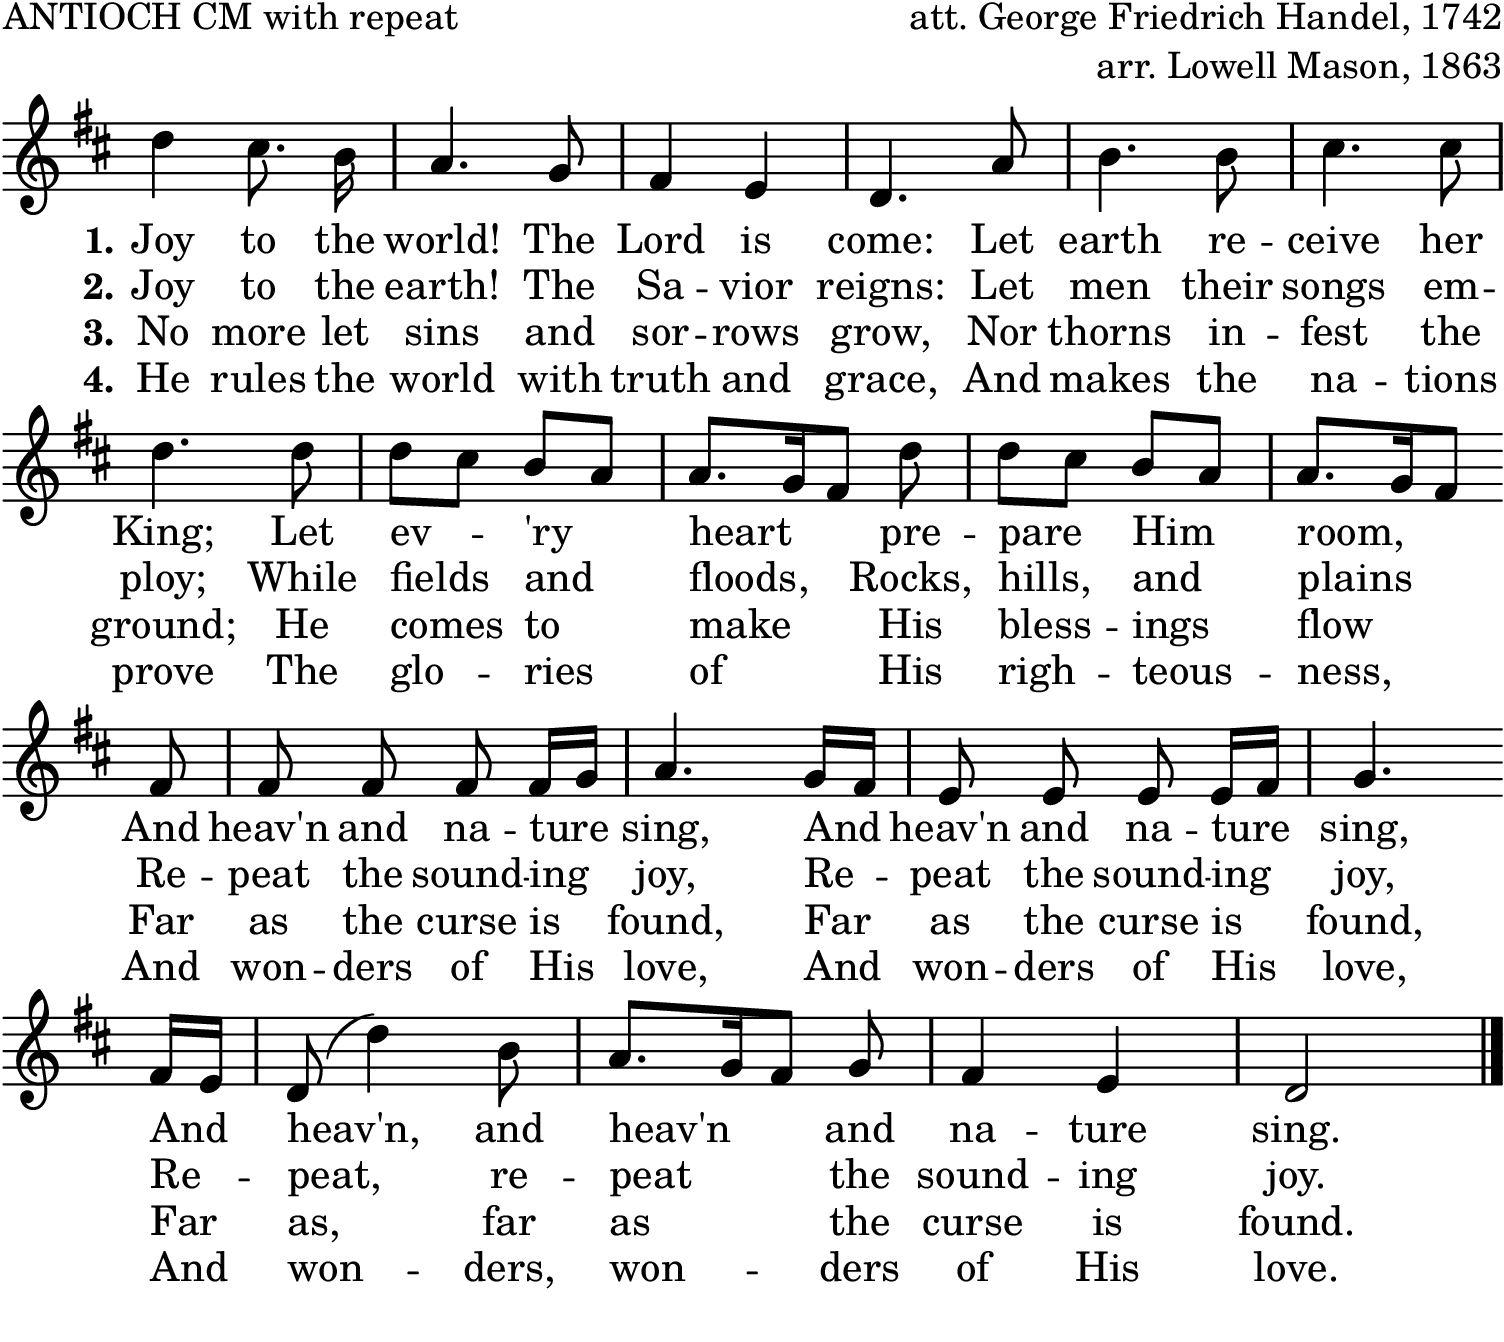 ANTIOCH CM with repeat
att. George Friedrich Handel, 1742
arr. Lowell Mason, 1863
1. Joy to the world! The Lord is come: Let earth re - ceive her
2. Joy to the earth! The Sa - vior reigns: Let men their songs em -
3. No more let sins and sor - rows grow, Nor thorns in - fest the
4. He rules the world with truth and grace, And makes the na - tions
King; Let ev - 'ry heart pre - pare Him room,
ploy; While fields and floods, Rocks, hills, and plains
ground; He comes to make His bless - ings flow
prove The glo - ries of His righ - teous - ness,
And heav'n and na - ture sing, And heav'n and na - ture sing,
Re - peat the sound - ing joy, Re - peat the sound - ing joy,
Far as the curse is found, Far as the curse is found,
And won - ders of His love, And won - ders of His love,
And heav'n, and heav'n and na - ture sing.
Re - peat, re - peat the sound - ing joy.
Far as, far as the curse is found.
And won - ders, won - ders of His love.